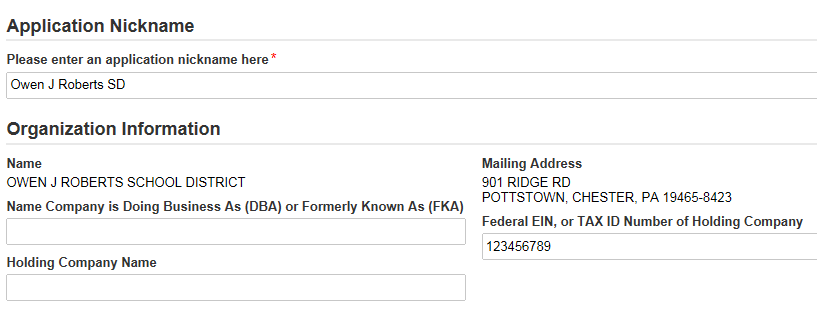 Application Nickname
Please enter an application nickname here*
Owen J Roberts SD
Organization Information
Name
OWEN J ROBERTS SCHOOL DISTRICT
Name Company is Doing Business As (DBA) or Formerly Known As (FKA)
Holding Company Name
Mailing Address
901 RIDGE RD
POTTSTOWN, CHESTER, PA 19465-8423
Federal EIN, or TAX ID Number of Holding Company
123456789